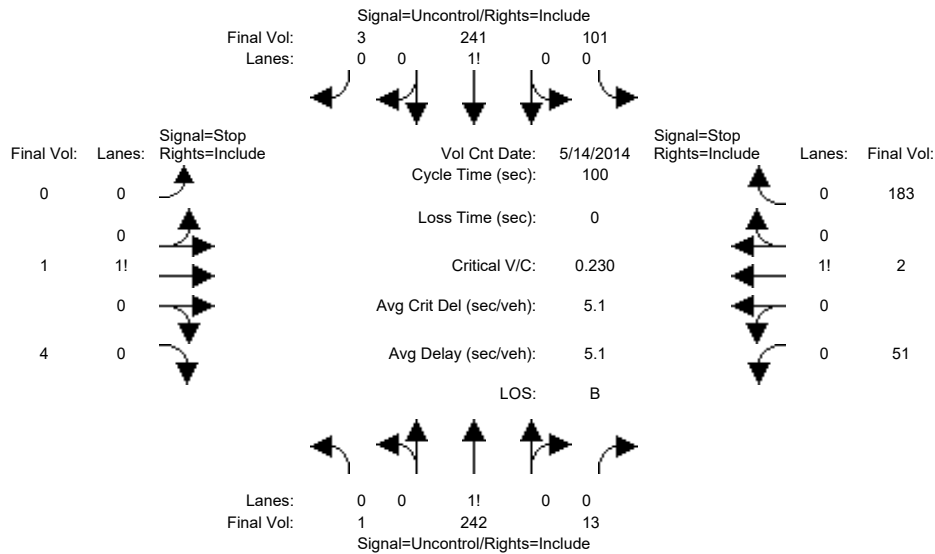 Signal=Uncontrol/Rights=Include
Final Vol: 3 241 101
Lanes: 0 0 1! 0 0
Signal=Stop Signal=Stop
Final Vol: Lanes: Rights=Include Vol Cnt Date: 5/14/2014 Rights=Include Lanes: Final Vol:
Cycle Time (sec): 100
0 0 0 183
Loss Time (sec): 0
0 0
1 1! Critical V/C: 0.230 1! 2
0 Avg Crit Del (sec/veh): 5.1 0
4 0 Avg Delay (sec/veh): 5.1 0 51
LOS: B
Lanes: 0 0 1! 0 0
Final Vol: 1 242 13
Signal=Uncontrol/Rights=Include